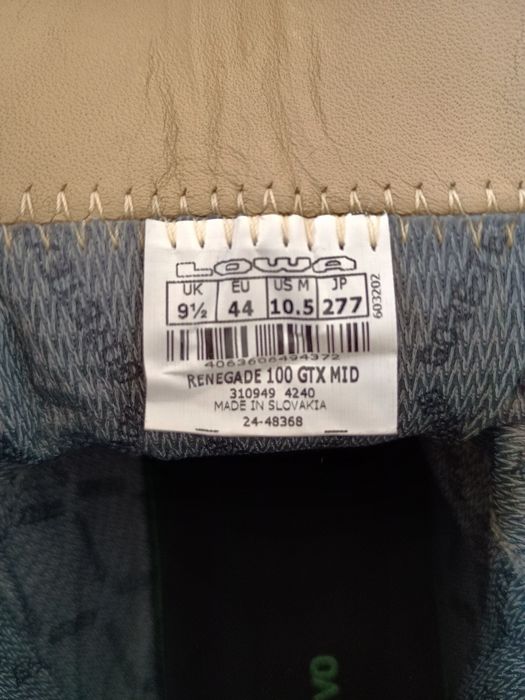 LOWA
UK EU US M JP
9½ 44 10.5 277
603202
4063606494372
RENEGADE 100 GTX MID
310949 4240
MADE IN SLOVAKIA
24-48368